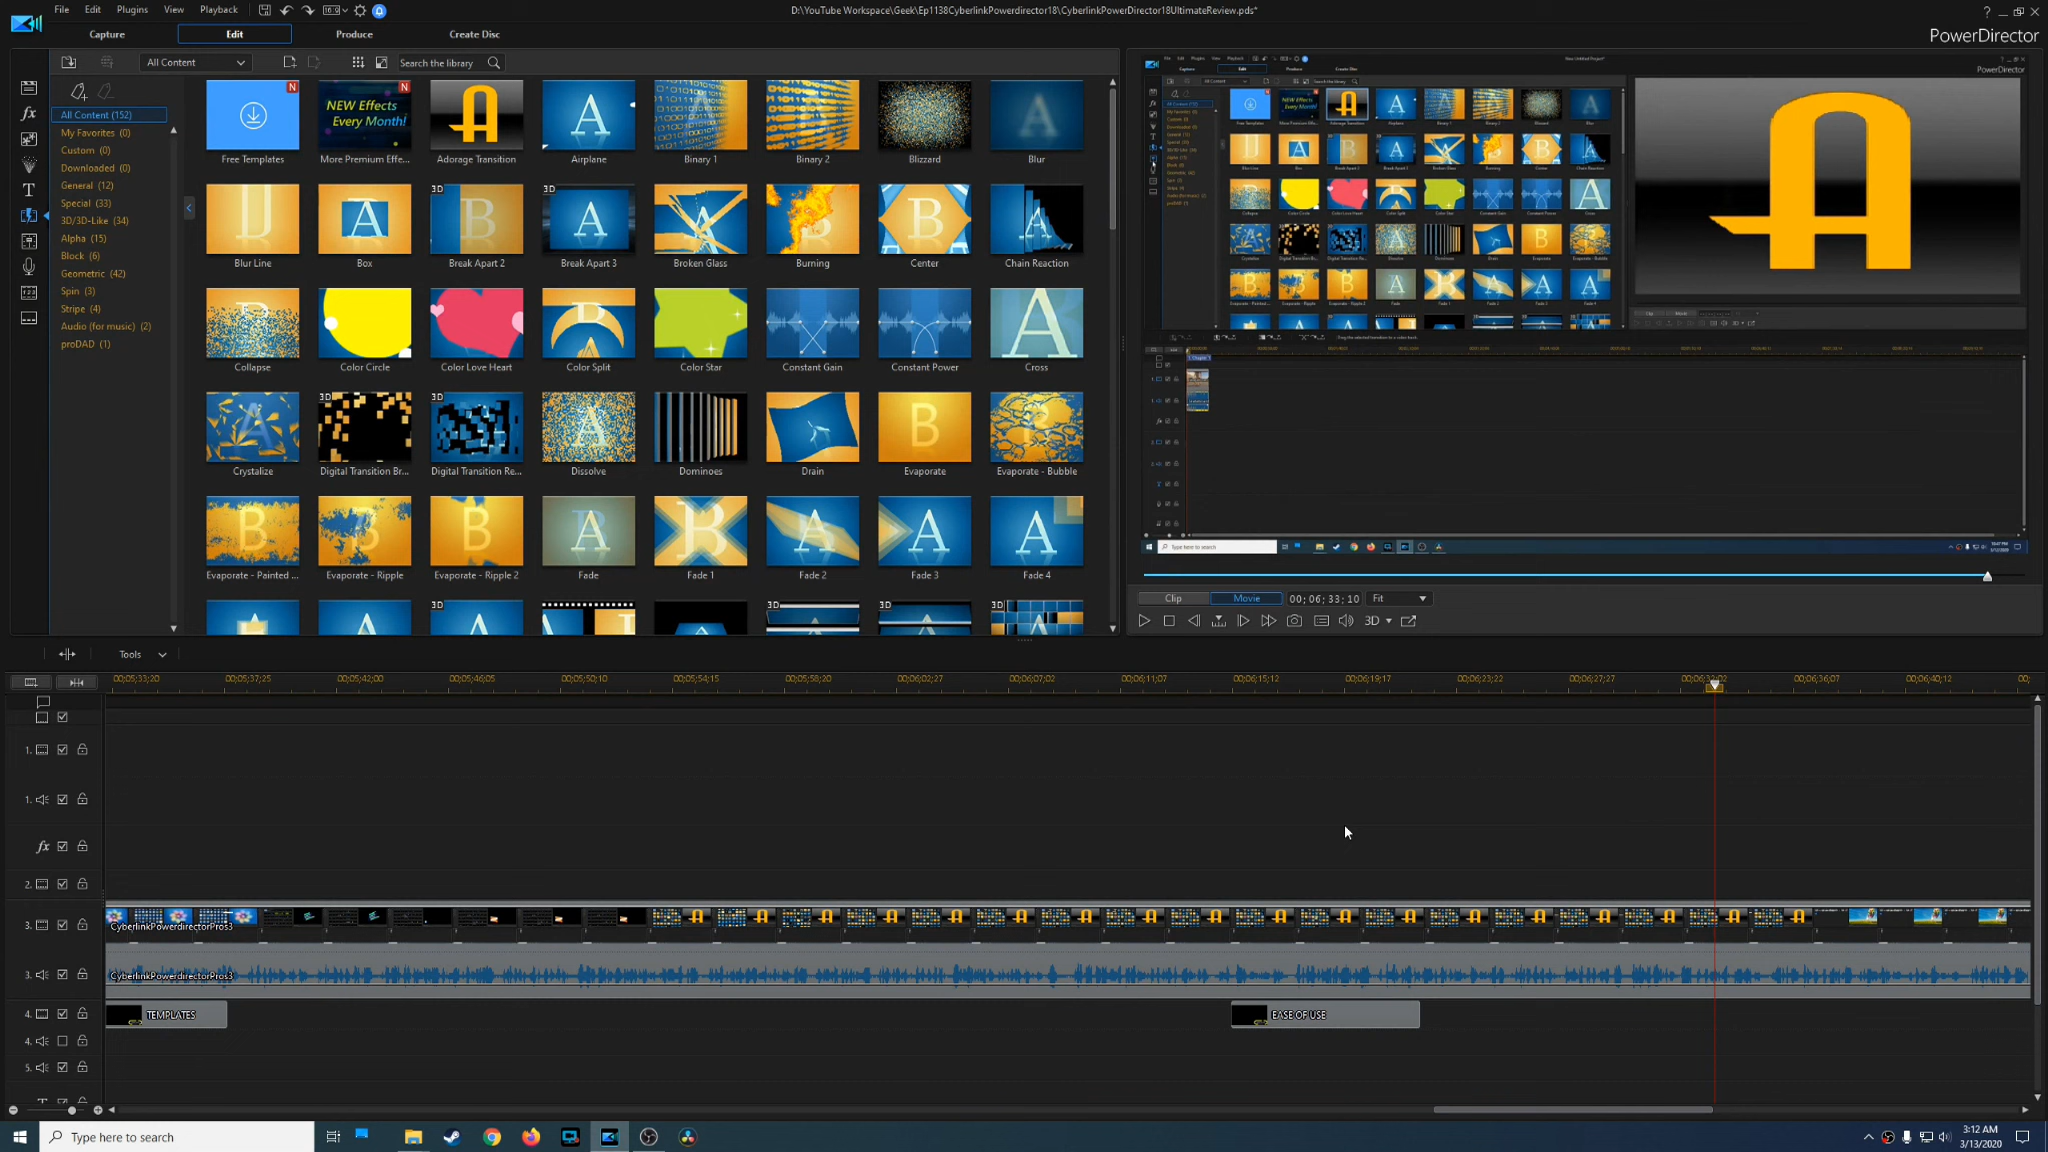 File Edit Plugins View Playback
D:\YouTube Workspace\Geek\Ep1138CyberlinkPowerdirector18\CyberlinkPowerDirector18UltimateReview.pds*
Capture Edit Produce Create Disc
PowerDirector
All Content
Search the library
All Content (152)
My Favorites (0)
Custom (0)
Downloaded (0)
General (12)
Special (33)
3D/3D-Like (34)
Alpha (15)
Block (6)
Geometric (42)
Spin (3)
Stripe (4)
Audio (for music) (2)
proDAD (1)
NEW Effects
Every Month!
Free Templates More Premium Effe... Adorage Transition Airplane Binary 1 Binary 2 Blizzard Blur
Blur Line Box Break Apart 2 Break Apart 3 Broken Glass Burning Center Chain Reaction
Collapse Color Circle Color Love Heart Color Split Color Star Constant Gain Constant Power Cross
Crystalize Digital Transition Br... Digital Transition Re... Dissolve Dominoes Drain Evaporate Evaporate - Bubble
Evaporate - Painted ... Evaporate - Ripple Evaporate - Ripple 2 Fade Fade 1 Fade 2 Fade 3 Fade 4
Clip Movie 00; 06; 33; 10 Fit
3D
Tools
00;05;33;20 00;05;37;25 00;05;42;00 00;05;46;05 00;05;50;10 00;05;54;15 00;05;58;20 00;06;02;27 00;06;07;02 00;06;11;07 00;06;15;12 00;06;19;17 00;06;23;22 00;06;27;27 00;06;36;07 00;06;40;12 00;
1.
1.
fx
2.
3. CyberlinkPowerdirectorPros3
3. CyberlinkPowerdirectorPros3
4. TEMPLATES EASE OF USE
4.
5.
Type here to search
3:12 AM
3/13/2020